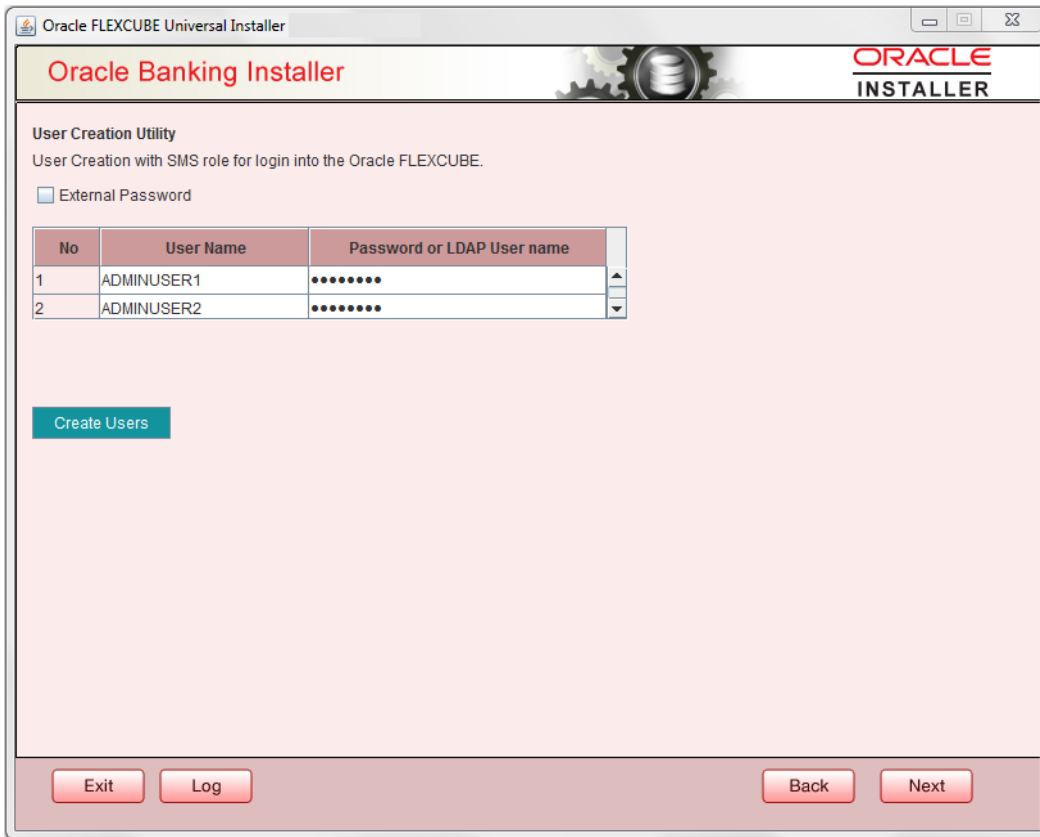 Oracle FLEXCUBE Universal Installer
Oracle Banking Installer
ORACLE
INSTALLER
User Creation Utility
User Creation with SMS role for login into the Oracle FLEXCUBE.
External Password
No User Name Password or LDAP User name
1 ADMINUSER1 ••••••••
2 ADMINUSER2 ••••••••
Create Users
Exit Log Back Next